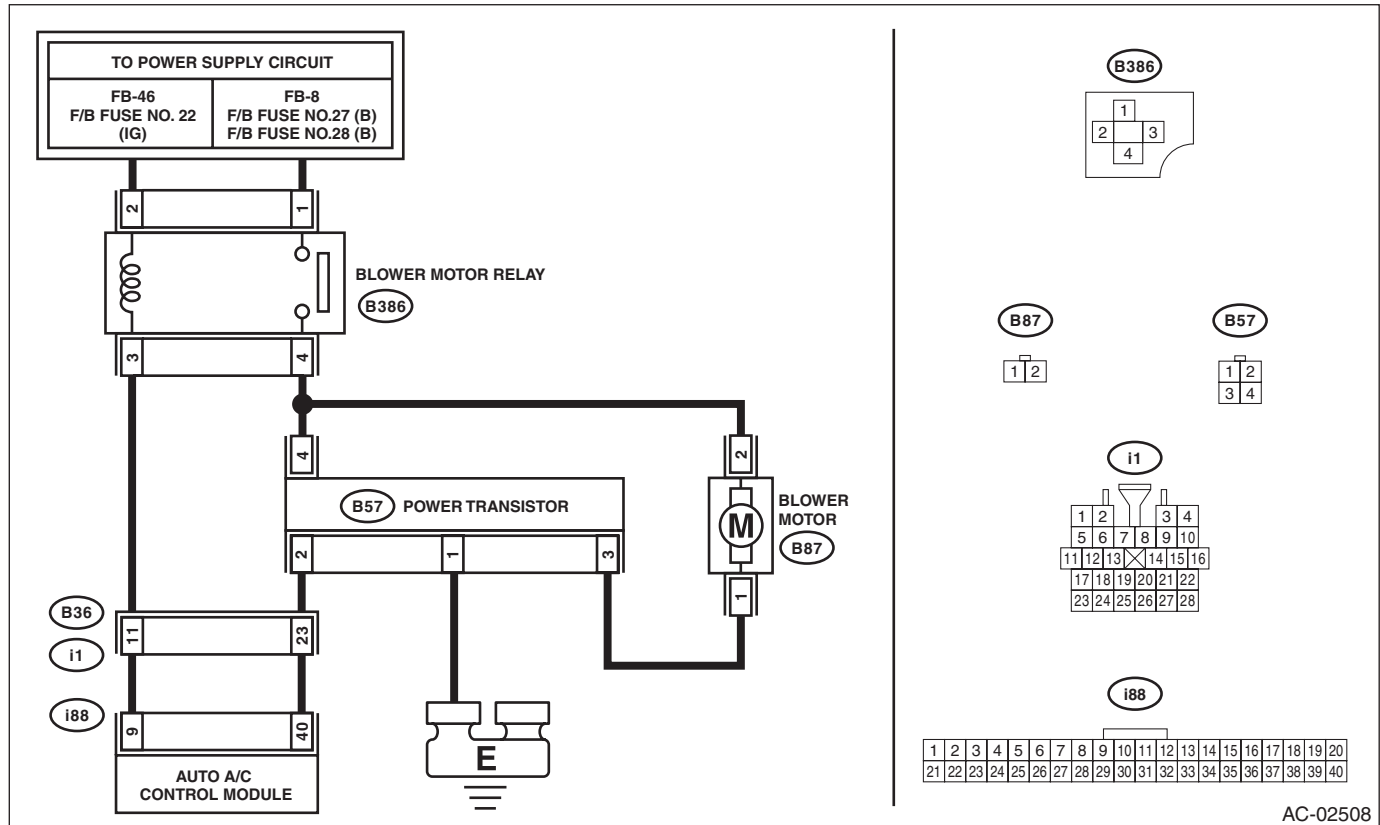 TO POWER SUPPLY CIRCUIT
FB-46
F/B FUSE NO. 22
(IG)
FB-8
F/B FUSE NO.27 (B)
F/B FUSE NO.28 (B)
2
1
BLOWER MOTOR RELAY
B386
3
4
4
B57 POWER TRANSISTOR
2
1
3
2
M
BLOWER
MOTOR
B87
1
B36
i1
11
23
i88
9
40
AUTO A/C
CONTROL MODULE
E
B386
1
2 3
4
B87
1 2
B57
1 2
3 4
i1
1 2 3 4
5 6 7 8 9 10
11 12 13 14 15 16
17 18 19 20 21 22
23 24 25 26 27 28
i88
1 2 3 4 5 6 7 8 9 10 11 12 13 14 15 16 17 18 19 20
21 22 23 24 25 26 27 28 29 30 31 32 33 34 35 36 37 38 39 40
AC-02508